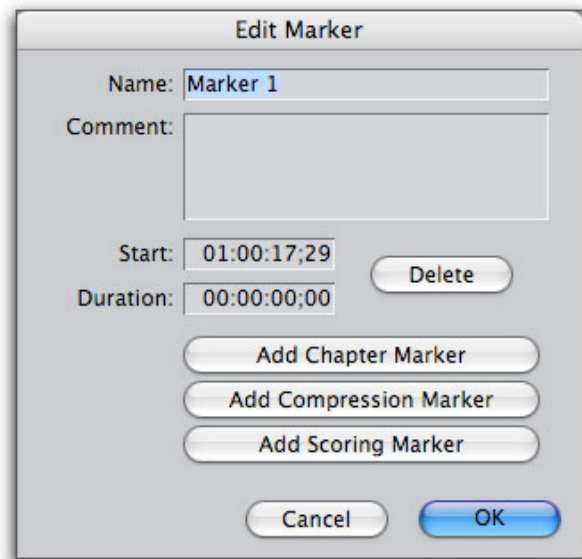 Edit Marker
Name: Marker 1
Comment:
Start: 01:00:17;29
Delete
Duration: 00:00:00;00
Add Chapter Marker
Add Compression Marker
Add Scoring Marker
Cancel OK